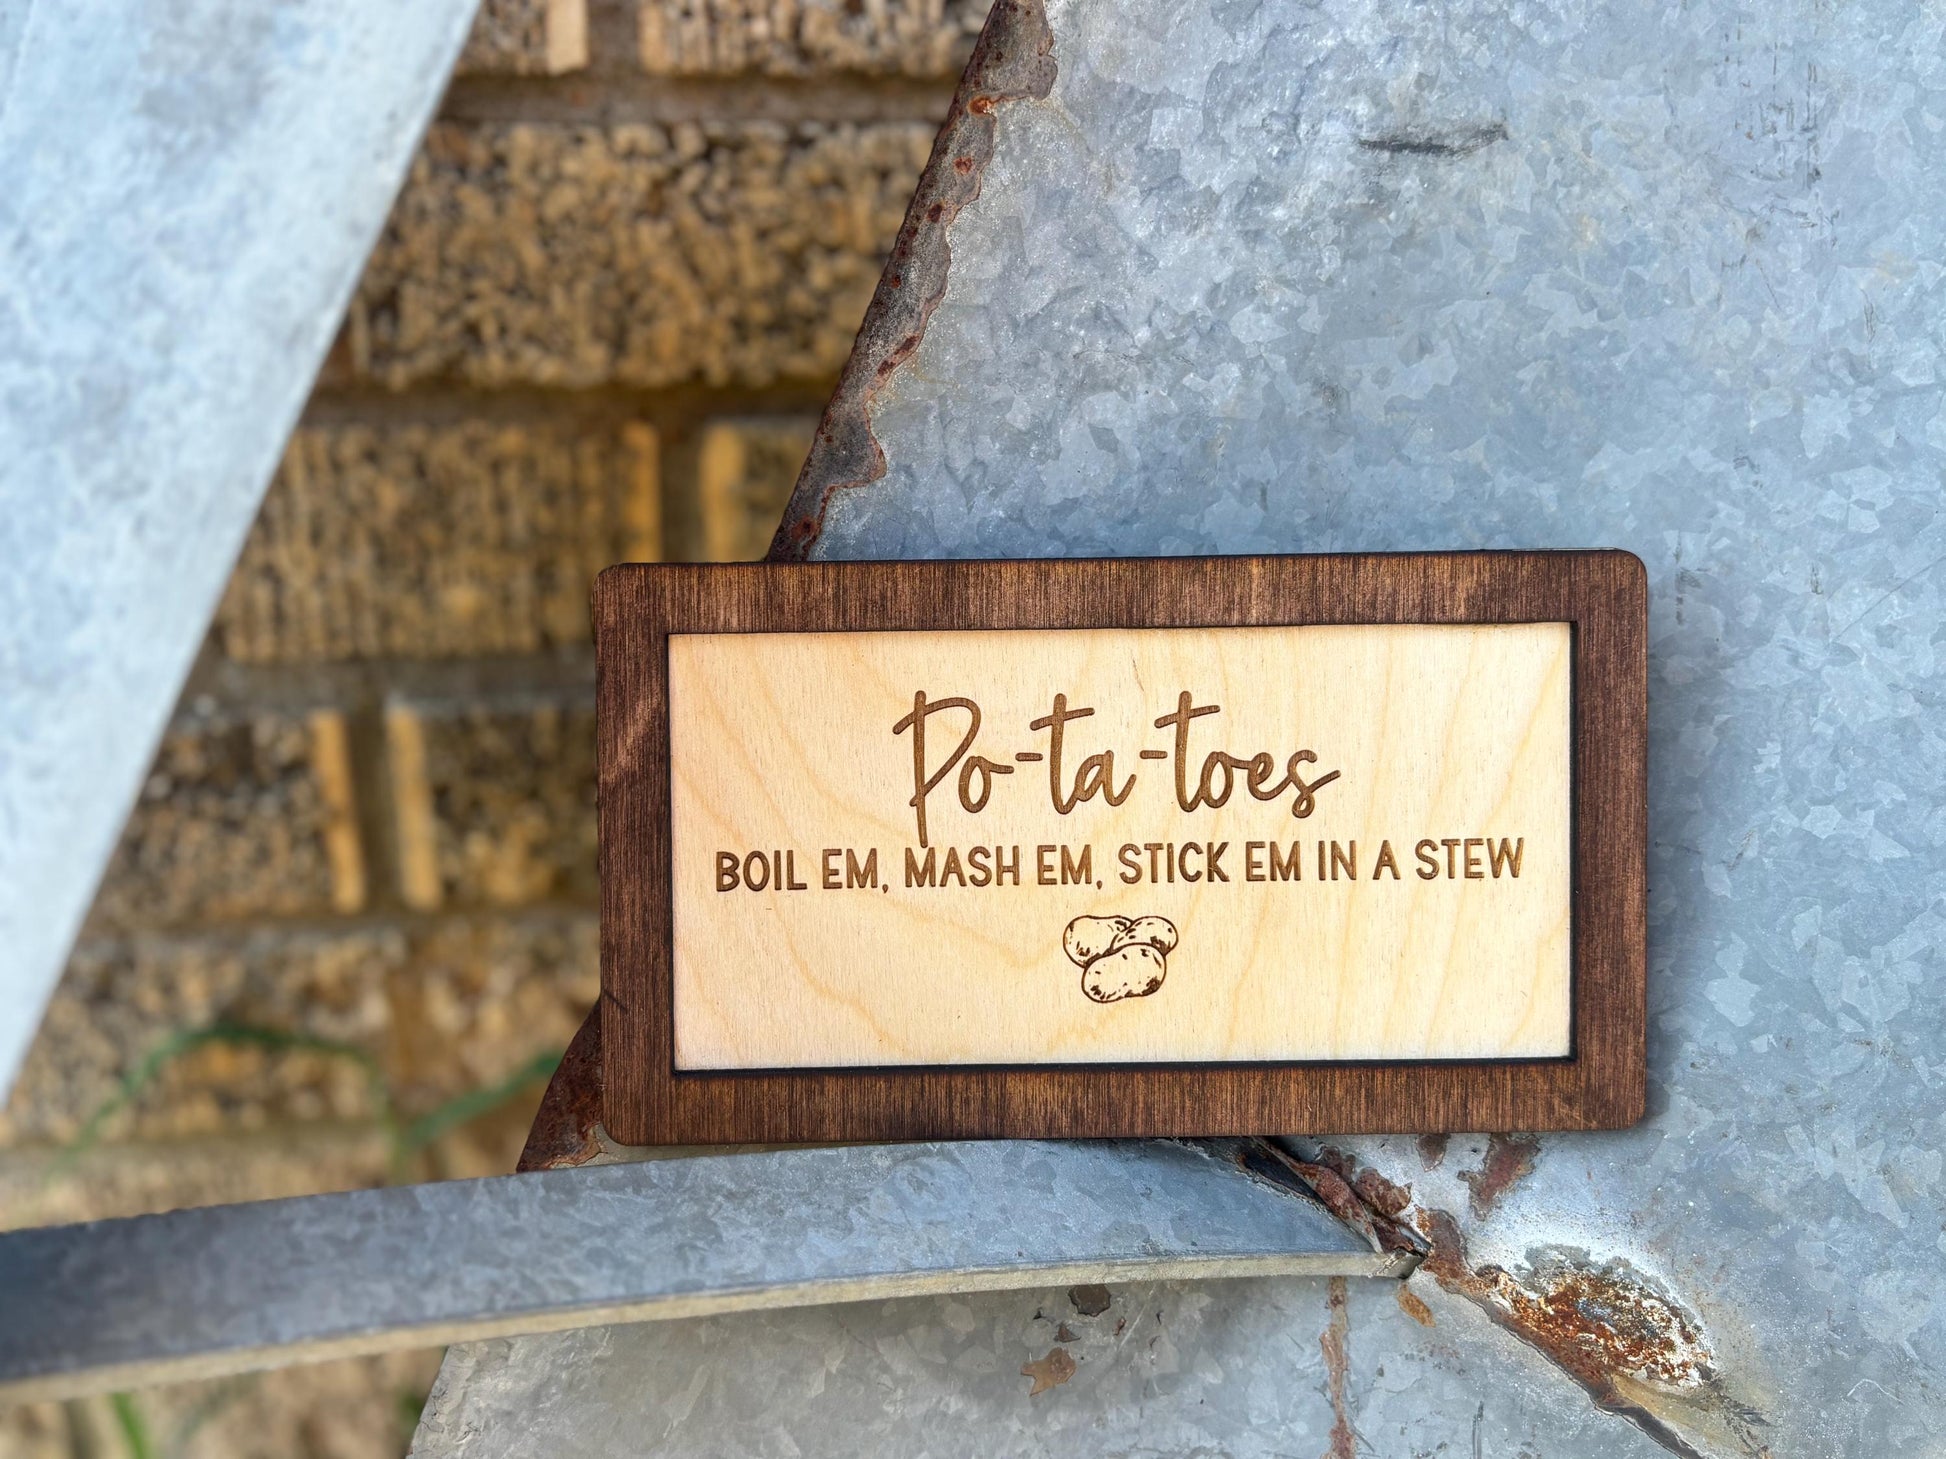 Po-ta-toes
BOIL EM, MASH EM, STICK EM IN A STEW